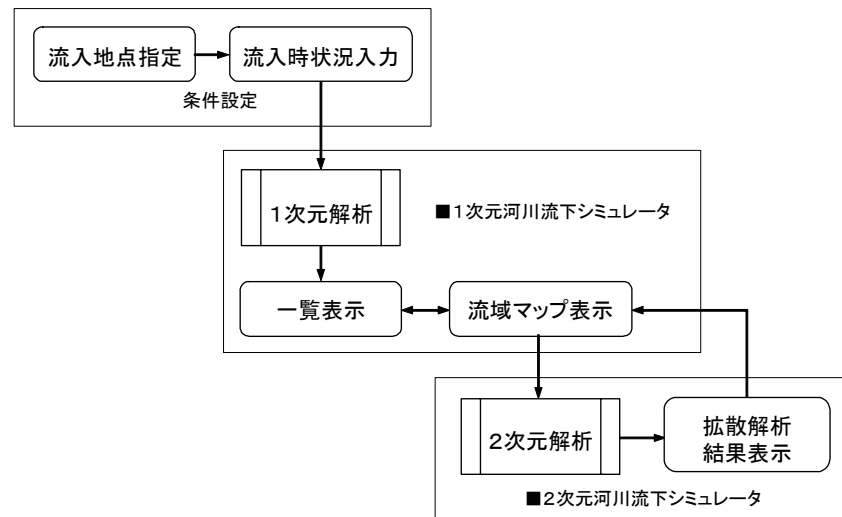 流入地点指定
流入時状況入力
条件設定
１次元解析
■１次元河川流下シミュレータ
一覧表示
流域マップ表示
２次元解析
拡散解析
結果表示
■２次元河川流下シミュレータ